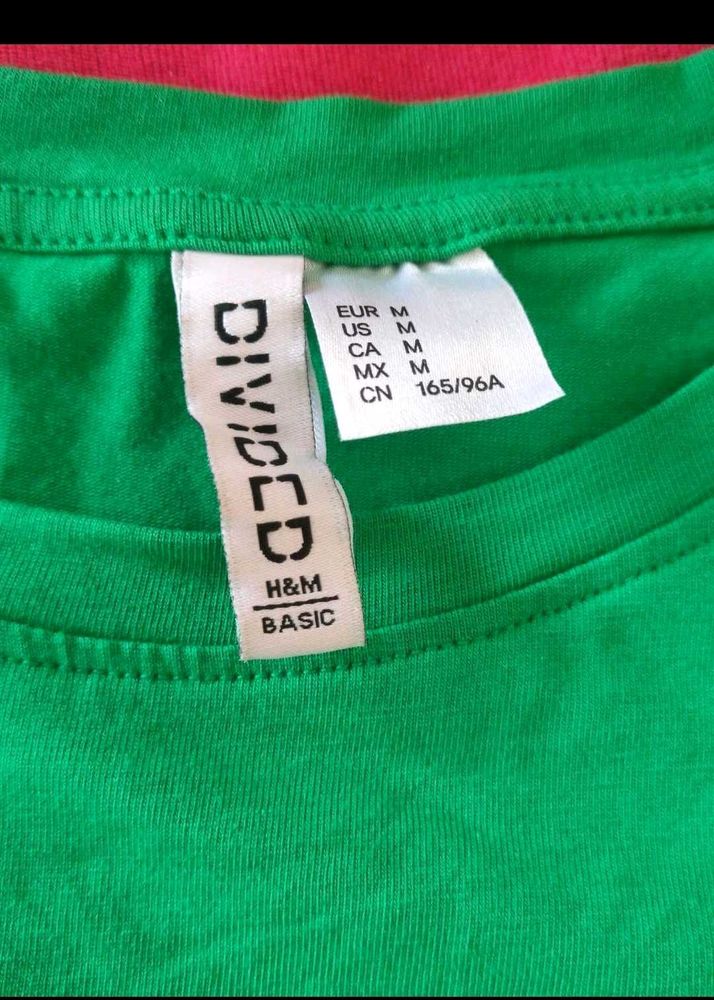 DIVIDED
H&M
BASIC
EUR M
US M
CA M
MX M
CN 165/96A